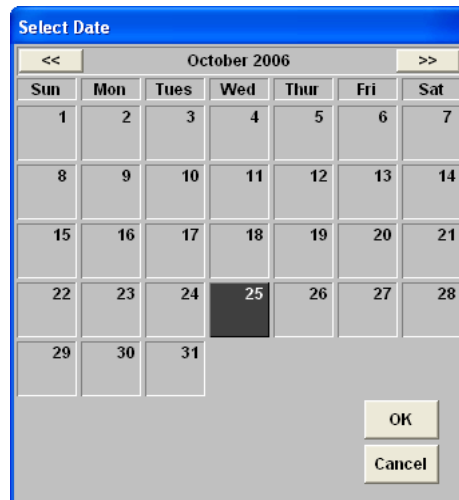 Select Date
<< October 2006 >>
Sun Mon Tues Wed Thur Fri Sat
1 2 3 4 5 6 7
8 9 10 11 12 13 14
15 16 17 18 19 20 21
22 23 24 25 26 27 28
29 30 31
OK
Cancel